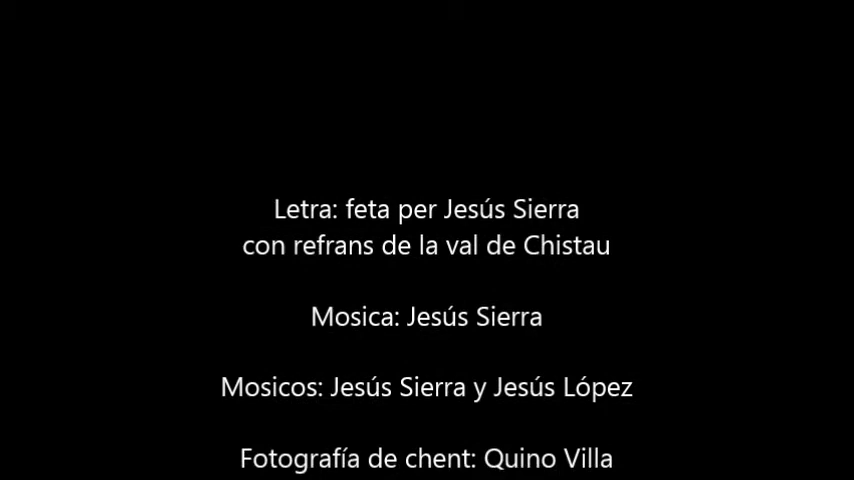 Letra: feta per Jesús Sierra
con refrans de la val de Chistau
Mosica: Jesús Sierra
Mosicos: Jesús Sierra y Jesús López
Fotografía de chent: Quino Villa